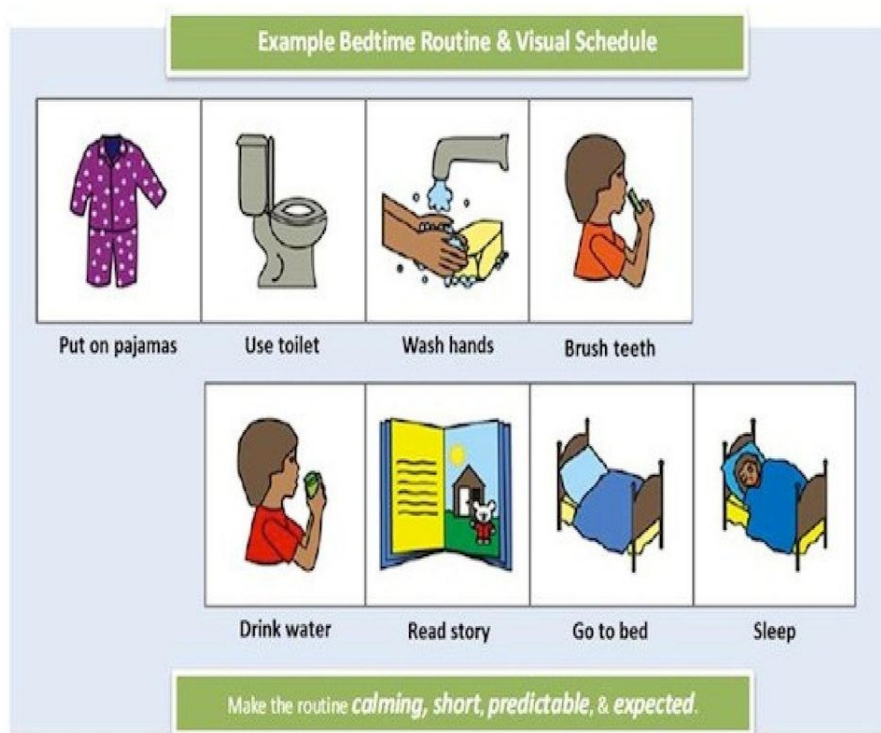 Example Bedtime Routine & Visual Schedule
Put on pajamas
Use toilet
Wash hands
Brush teeth
Drink water
Read story
Go to bed
Sleep
Make the routine calming, short, predictable, & expected.